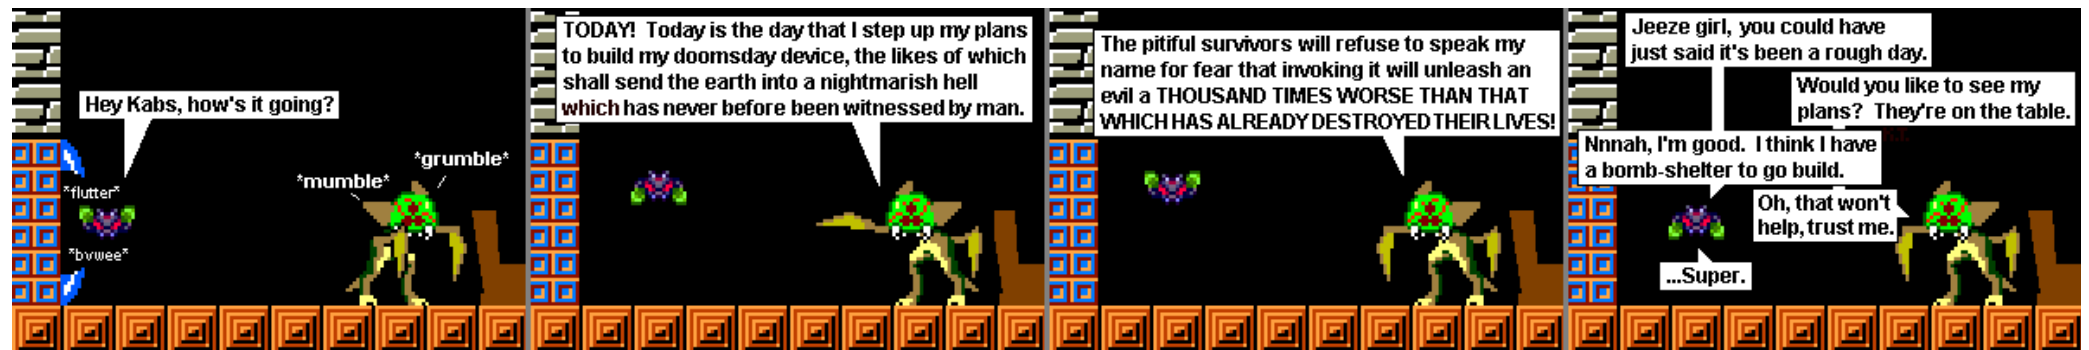 Hey Kabs, how's it going?
*flutter*
*bvwee*
*mumble*
*grumble*
TODAY!  Today is the day that I step up my plans
to build my doomsday device, the likes of which
shall send the earth into a nightmarish hell
which has never before been witnessed by man.
The pitiful survivors will refuse to speak my
name for fear that invoking it will unleash an
evil a THOUSAND TIMES WORSE THAN THAT
WHICH HAS ALREADY DESTROYED THEIR LIVES!
Jeeze girl, you could have
just said it's been a rough day.
Would you like to see my
plans?  They're on the table.
Nnnah, I'm good.  I think I have
a bomb-shelter to go build.
Oh, that won't
help, trust me.
...Super.